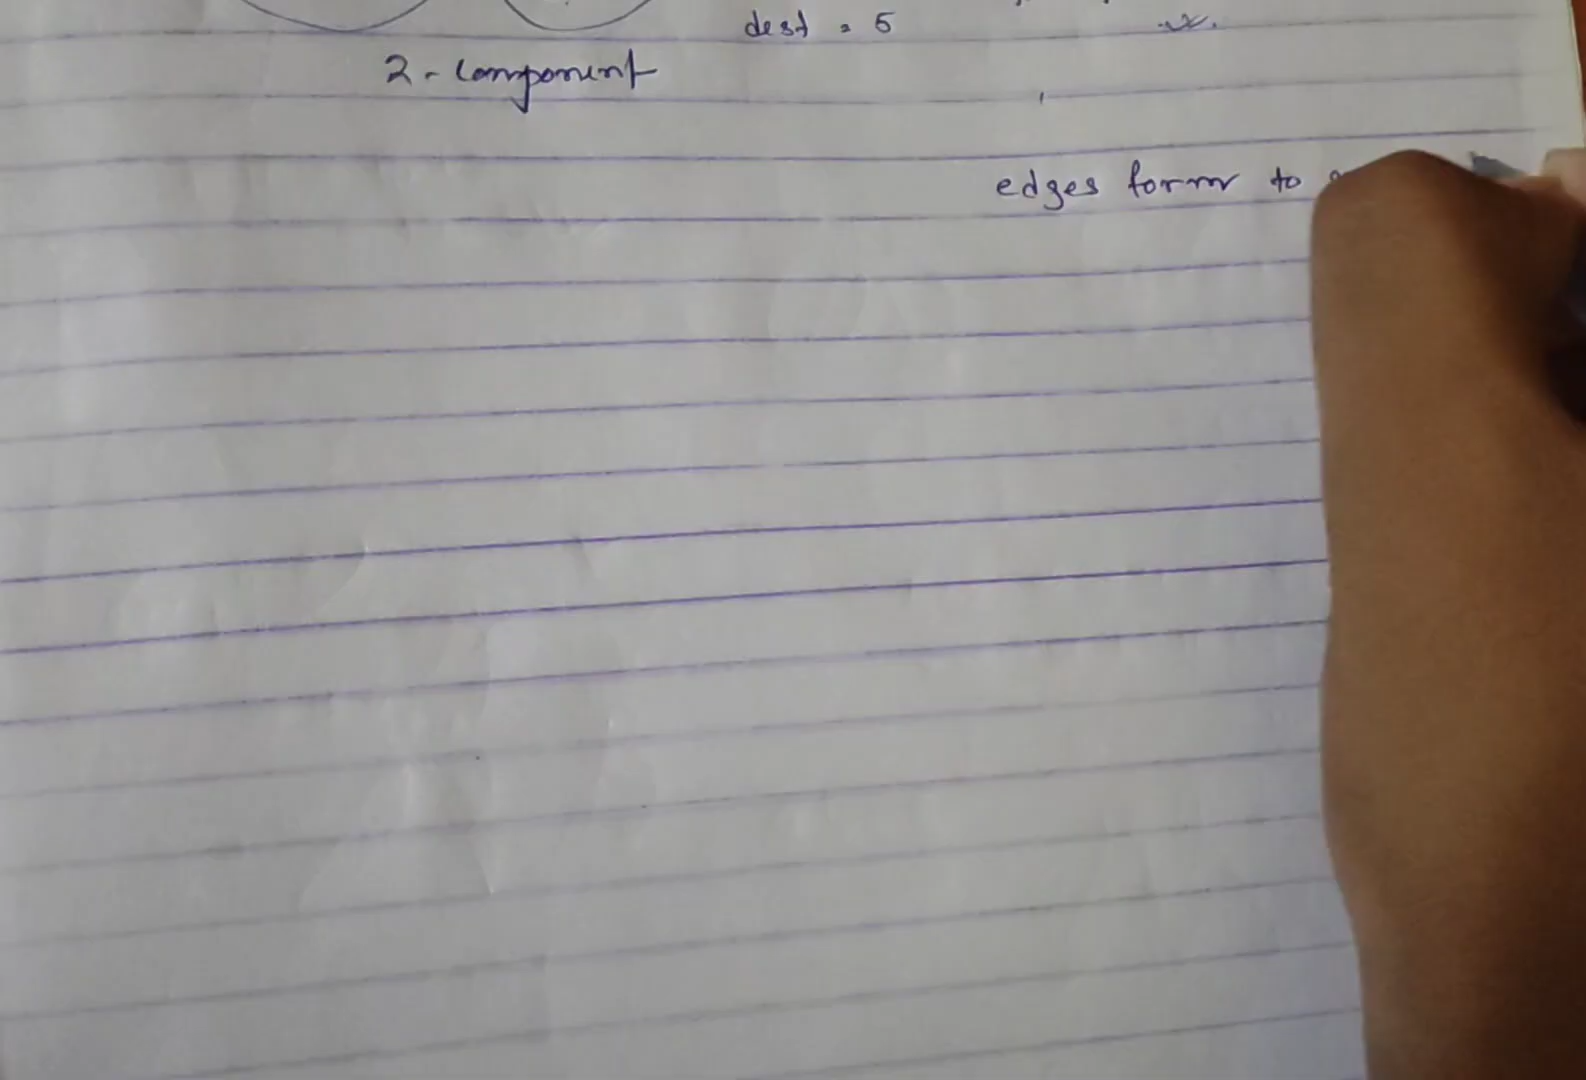 dest = 5
2 - component
edges form to